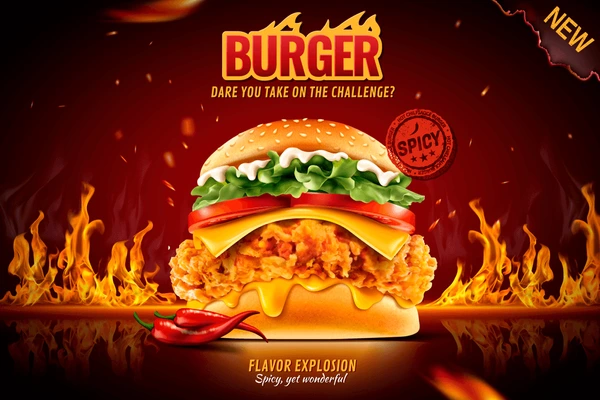 BURGER
DARE YOU TAKE ON THE CHALLENGE?
NEW
SPICY
FLAVOR EXPLOSION
Spicy, yet wonderful